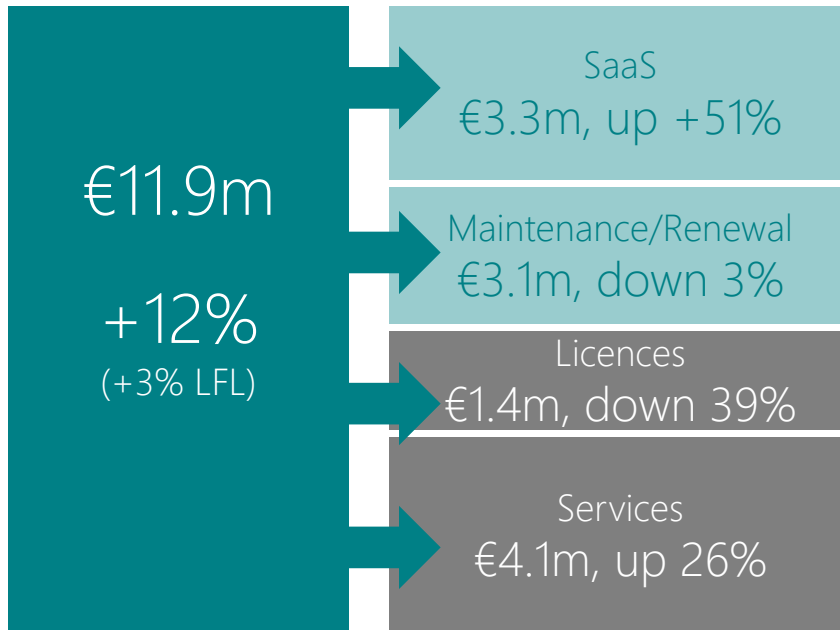 €11.9m
+12%
(+3% LFL)
SaaS
€3.3m, up +51%
Maintenance/Renewal
€3.1m, down 3%
Licences
€1.4m, down 39%
Services
€4.1m, up 26%